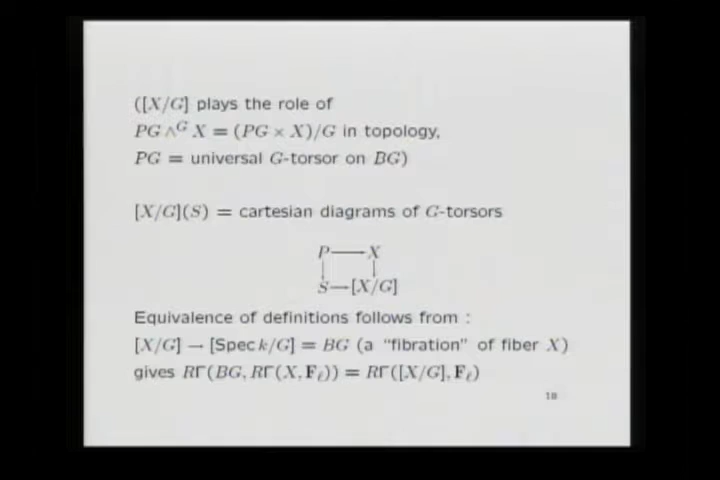 ([X/G] plays the role of
PG ∧^G X = (PG × X)/G in topology,
PG = universal G-torsor on BG)
[X/G](S) = cartesian diagrams of G-torsors
P — X
S — [X/G]
Equivalence of definitions follows from :
[X/G] → [Spec k/G] = BG (a “fibration” of fiber X)
gives RΓ(BG, RΓ(X, F_ℓ)) = RΓ([X/G], F_ℓ)
18